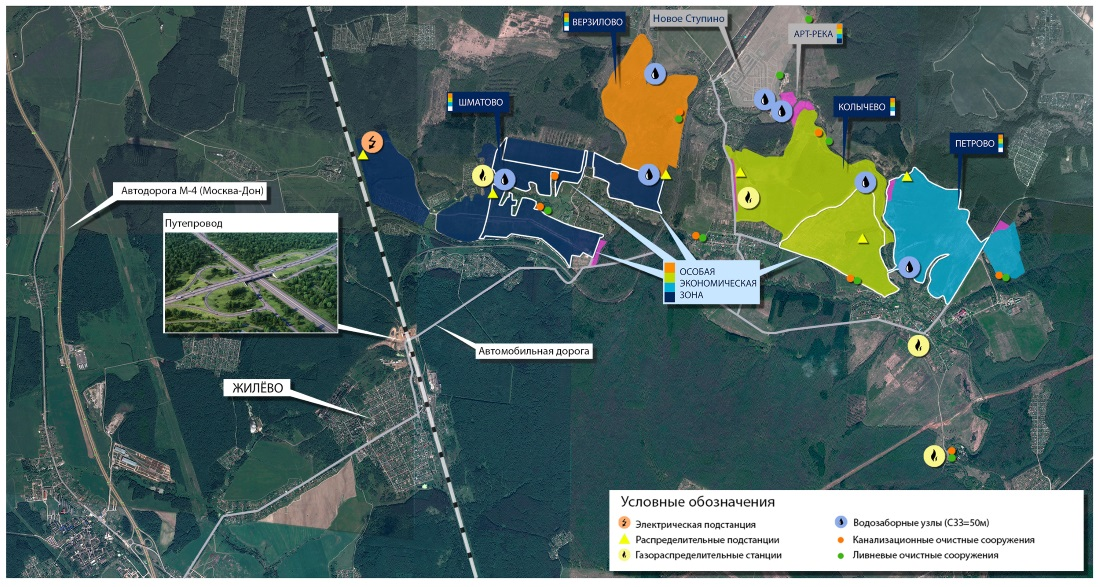 ВЕРЗИЛОВО
Новое Ступино
АРТ-РЕКА
ШМАТОВО
КОЛЫЧЕВО
ПЕТРОВО
Автодорога М-4 (Москва-Дон)
Путепровод
ОСОБАЯ
ЭКОНОМИЧЕСКАЯ
ЗОНА
Автомобильная дорога
ЖИЛЁВО
Условные обозначения
Электрическая подстанция
Распределительные подстанции
Газораспределительные станции
Водозаборные узлы (СЗЗ=50м)
Канализационные очистные сооружения
Ливневые очистные сооружения